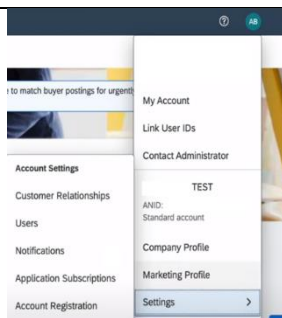 AB
e to match buyer postings for urgently
My Account
Link User IDs
Contact Administrator
TEST
ANID:
Standard account
Company Profile
Marketing Profile
Settings
Account Settings
Customer Relationships
Users
Notifications
Application Subscriptions
Account Registration